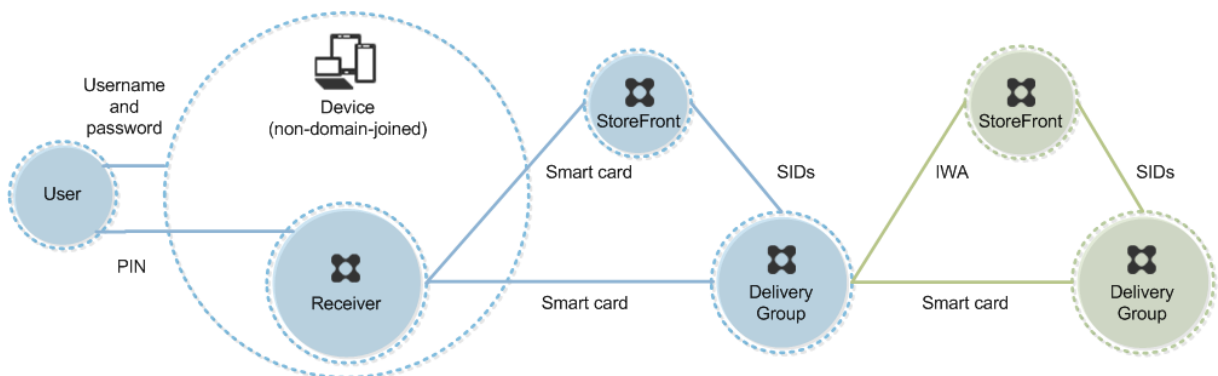 Username
and
password
Device
(non-domain-joined)
User
PIN
Receiver
StoreFront
Smart card
SIDs
Smart card
Delivery
Group
StoreFront
IWA
SIDs
Smart card
Delivery
Group